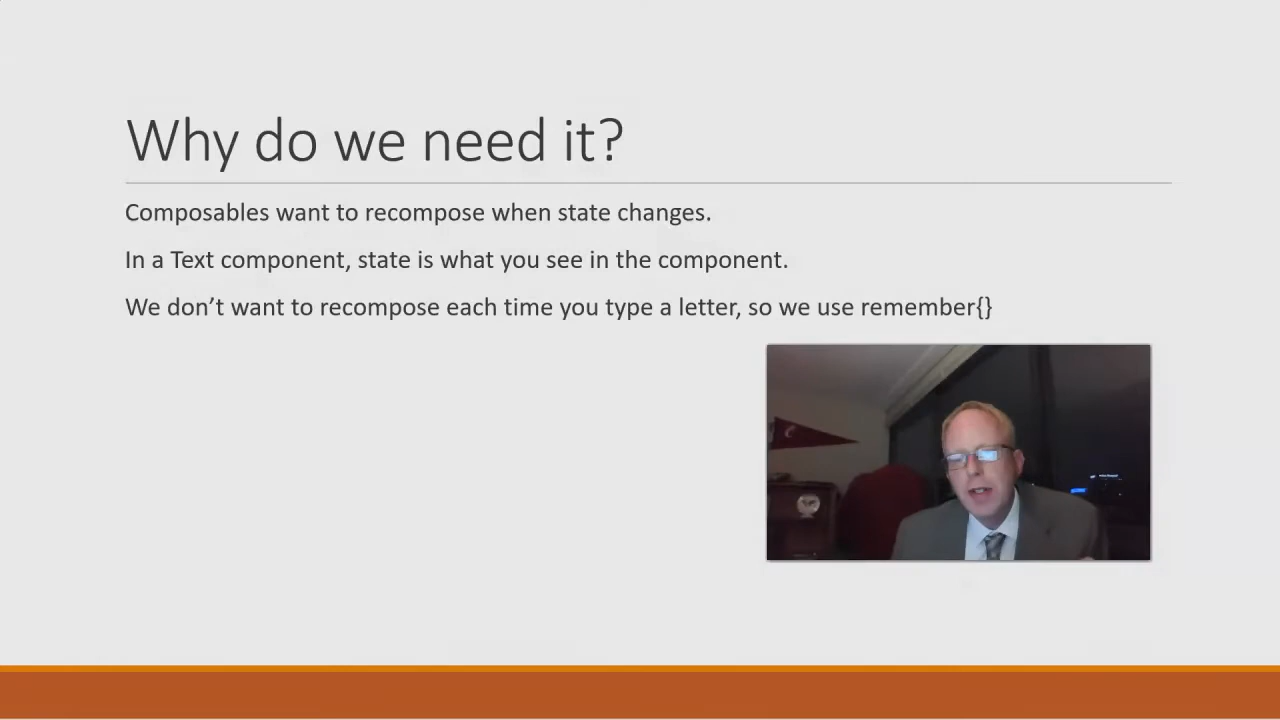 Why do we need it?
Composables want to recompose when state changes.
In a Text component, state is what you see in the component.
We don’t want to recompose each time you type a letter, so we use remember{}